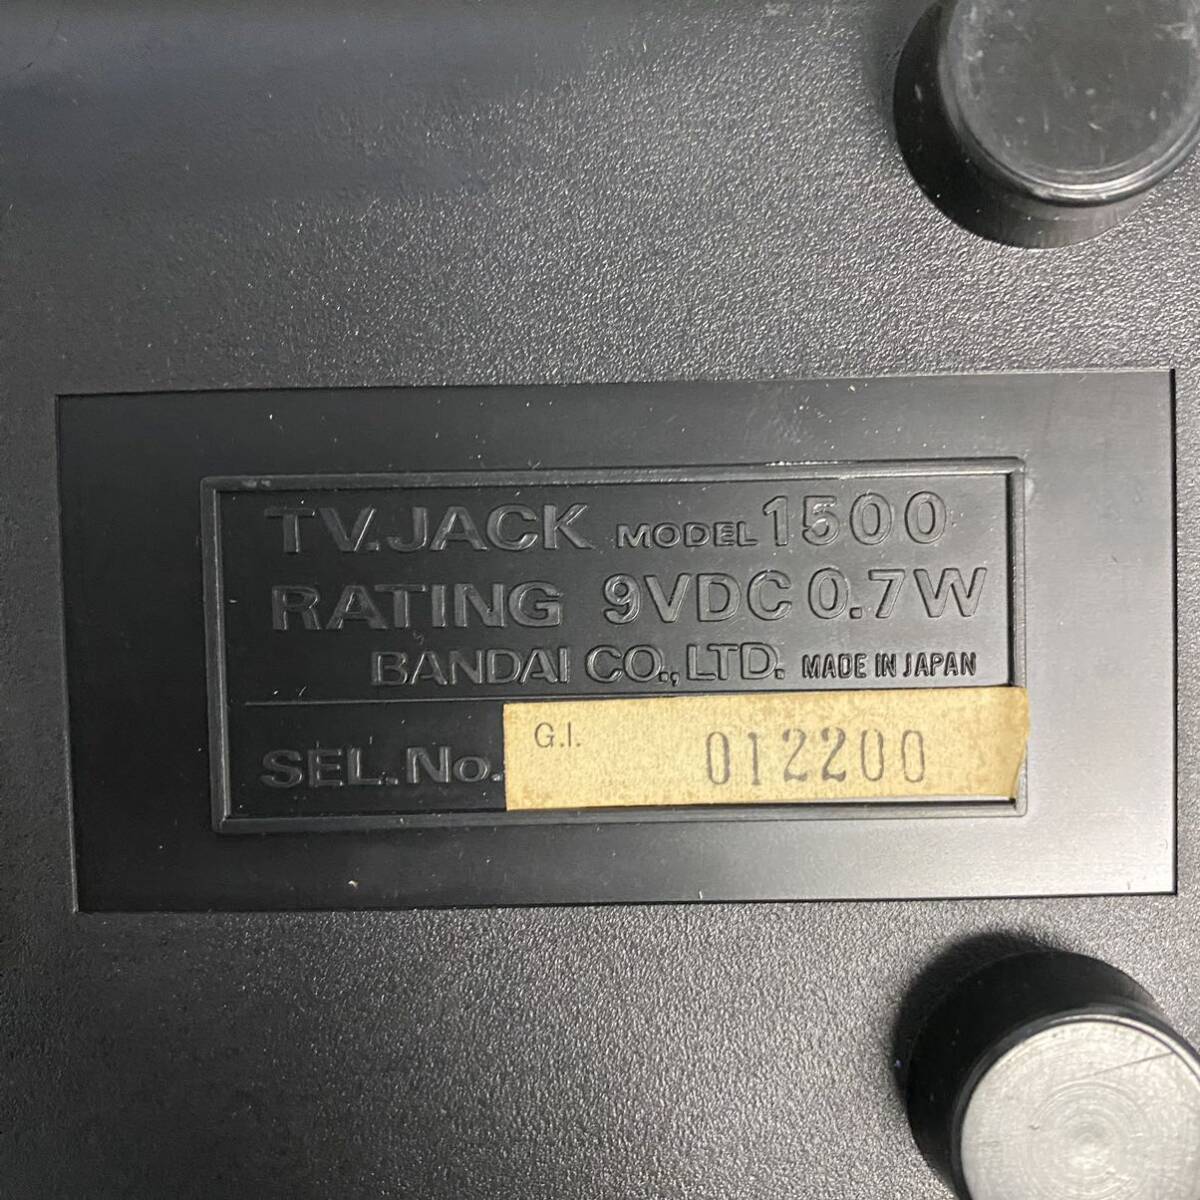 TV.JACK MODEL 1500
RATING 9VDC 0.7W
BANDAI CO.,LTD. MADE IN JAPAN
SEL.No. G.I. 012200